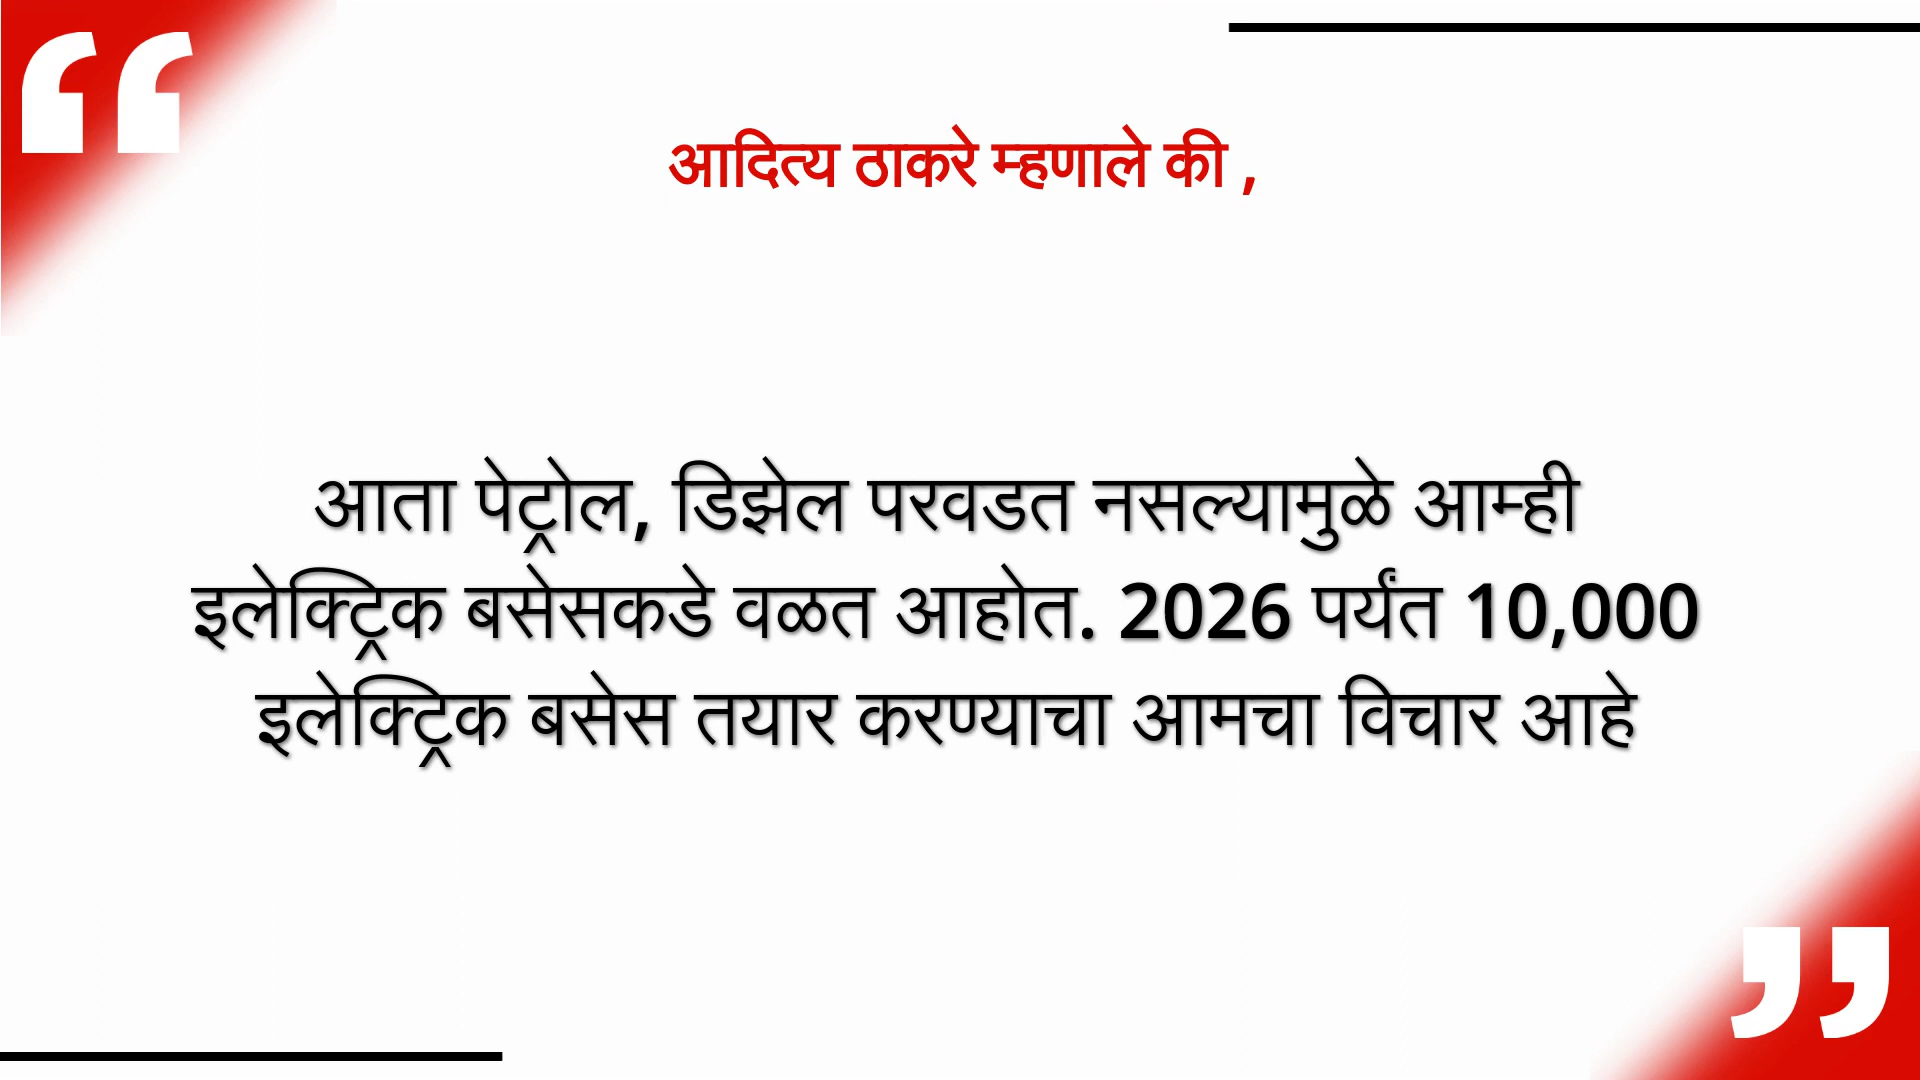 आदित्य ठाकरे म्हणाले की ,
आता पेट्रोल, डिझेल परवडत नसल्यामुळे आम्ही
इलेक्ट्रिक बसेसकडे वळत आहोत. 2026 पर्यंत 10,000
इलेक्ट्रिक बसेस तयार करण्याचा आमचा विचार आहे